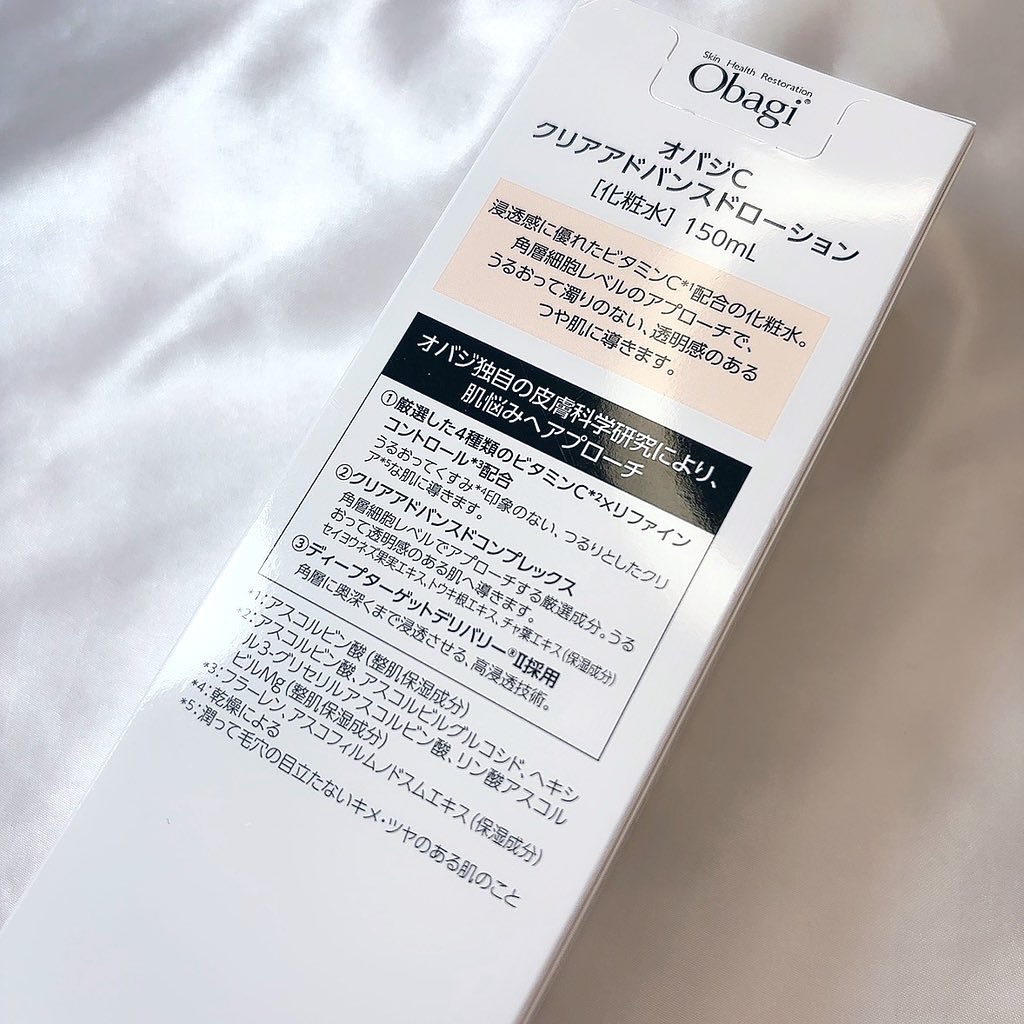 Skin Health Restoration
Obagi®
オバジC
クリアアドバンスドローション
[化粧水] 150mL
浸透感に優れたビタミンC*1配合の化粧水。
角層細胞レベルのアプローチで、
うるおって濁りのない、透明感のある
つや肌に導きます。
オバジ独自の皮膚科学研究により、
肌悩みへアプローチ
①厳選した4種類のビタミンC*2×リファイン
コントロール*3配合
うるおってくすみ*4印象のない、つるりとしたクリ
ア*5な肌に導きます。
②クリアアドバンスドコンプレックス
角層細胞レベルでアプローチする厳選成分。うる
おって透明感のある肌へ導きます。
セイヨウネズ果実エキス、トウキ根エキス、チャ葉エキス(保湿成分)
③ディープターゲットデリバリー®Ⅱ採用
角層に奥深くまで浸透させる、高浸透技術。
*1:アスコルビン酸(整肌保湿成分)
*2:アスコルビン酸、アスコルビルグルコシド、ヘキシ
ル3-グリセリルアスコルビン酸、リン酸アスコル
ビルMg(整肌保湿成分)
*3:フラーレン、アスコフィルムノドスムエキス(保湿成分)
*4:乾燥による
*5:潤って毛穴の目立たないキメ・ツヤのある肌のこと